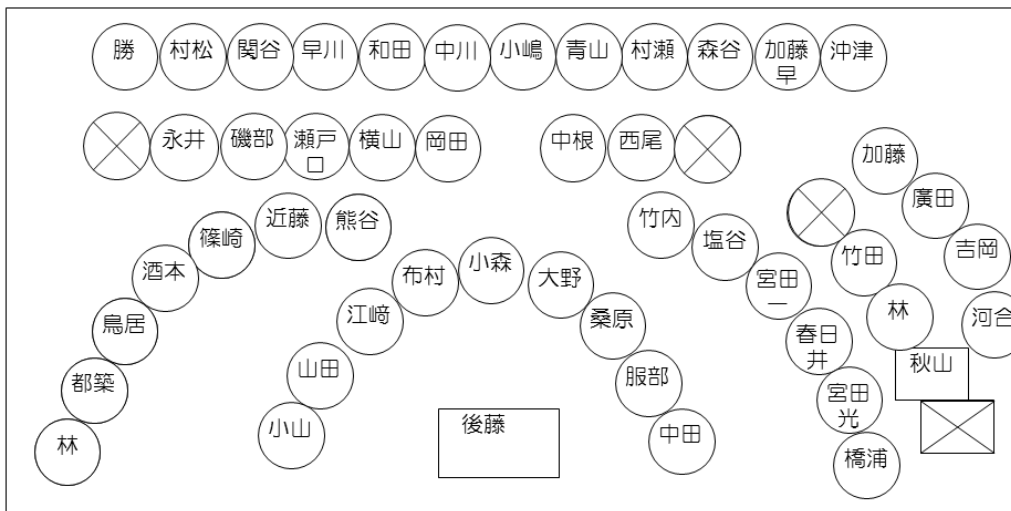 勝
村松
関谷
早川
和田
中川
小嶋
青山
村瀬
森谷
加藤
早
沖津
永井
磯部
瀬戸
口
横山
岡田
中根
西尾
加藤
廣田
吉岡
河合
近藤
熊谷
篠崎
酒本
鳥居
都築
林
布村
小森
大野
江﨑
桑原
山田
服部
小山
中田
竹内
塩谷
宮田
一
春日
井
宮田
光
橋浦
竹田
林
秋山
後藤